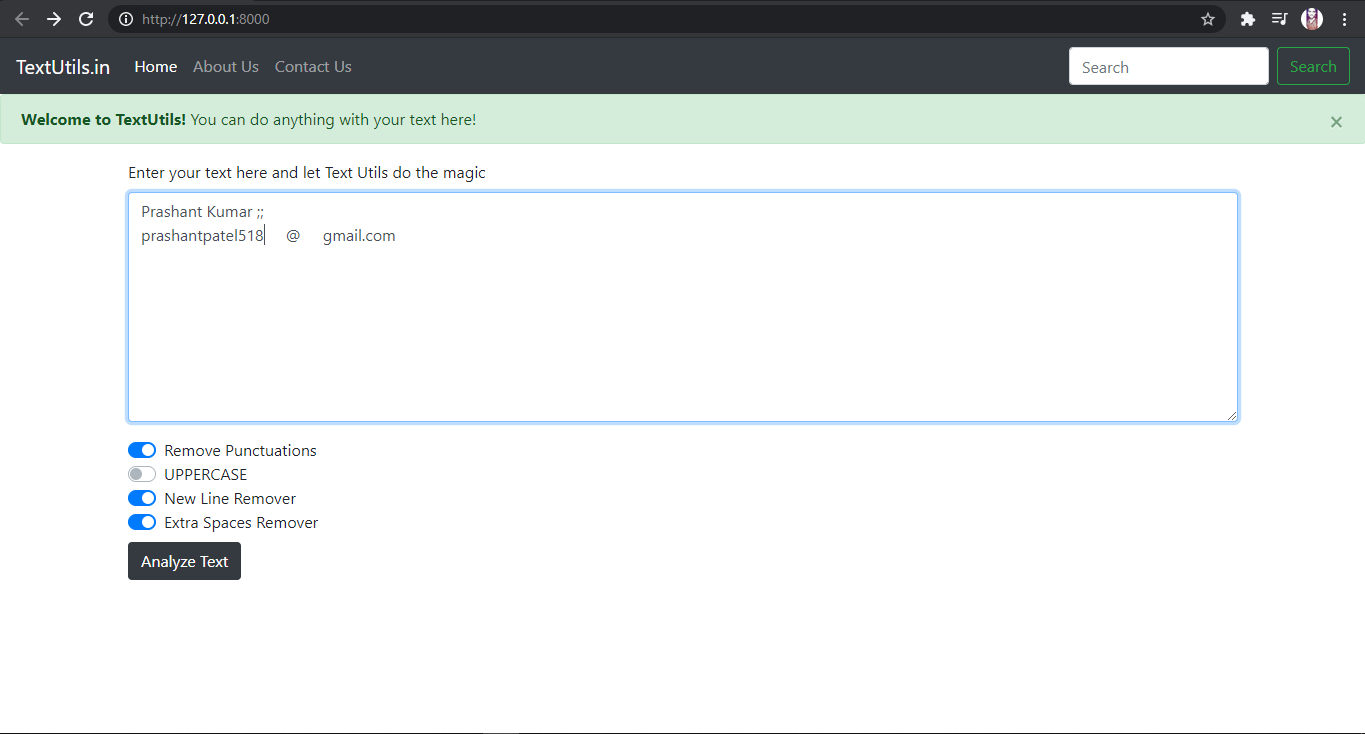 http://127.0.0.1:8000
TextUtils.in Home About Us Contact Us Search Search
Welcome to TextUtils! You can do anything with your text here! ×
Enter your text here and let Text Utils do the magic
Prashant Kumar ;;
prashantpatel518 @ gmail.com
Remove Punctuations
UPPERCASE
New Line Remover
Extra Spaces Remover
Analyze Text